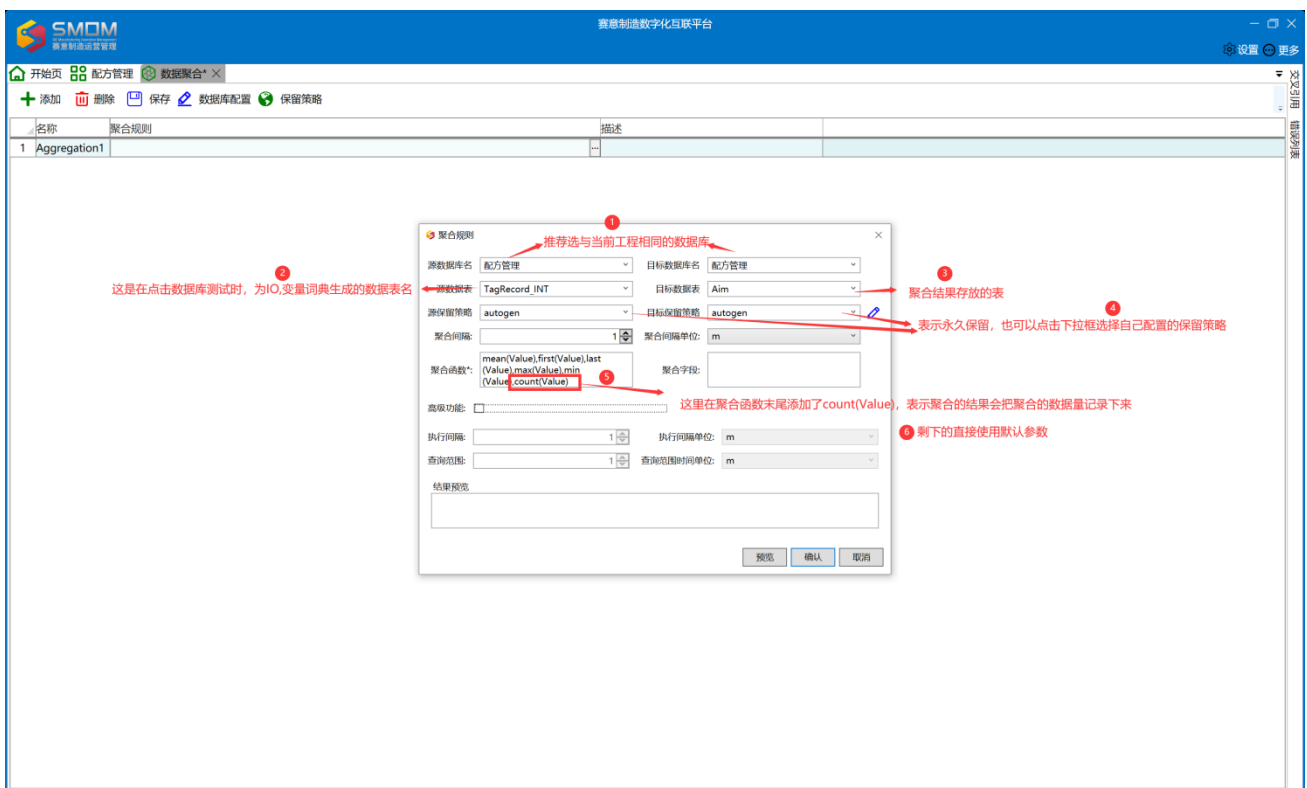 赛意制造数字化互联平台
SMOM
赛意制造运营管理
设置 更多
开始页 配方管理 数据聚合*
添加 删除 保存 数据库配置 保留策略
交叉引用
错误列表
名称 聚合规则 描述
1 Aggregation1 ...
1
聚合规则
推荐选与当前工程相同的数据库
源数据库名 配方管理 目标数据库名 配方管理
2
这是在点击数据库测试时，为IO,变量词典生成的数据表名
源数据表 TagRecord_INT 目标数据表 Aim
3
聚合结果存放的表
源保留策略 autogen 目标保留策略 autogen
4
表示永久保留，也可以点击下拉框选择自己配置的保留策略
聚合间隔: 1 聚合间隔单位: m
聚合函数*: mean(Value),first(Value),last
(Value),max(Value),min
(Value),count(Value)
聚合字段:
5
这里在聚合函数末尾添加了count(Value)，表示聚合的结果会把聚合的数据量记录下来
高级功能:
执行间隔: 1 执行间隔单位: m
6 剩下的直接使用默认参数
查询范围: 1 查询范围时间单位: m
结果预览
预览 确认 取消